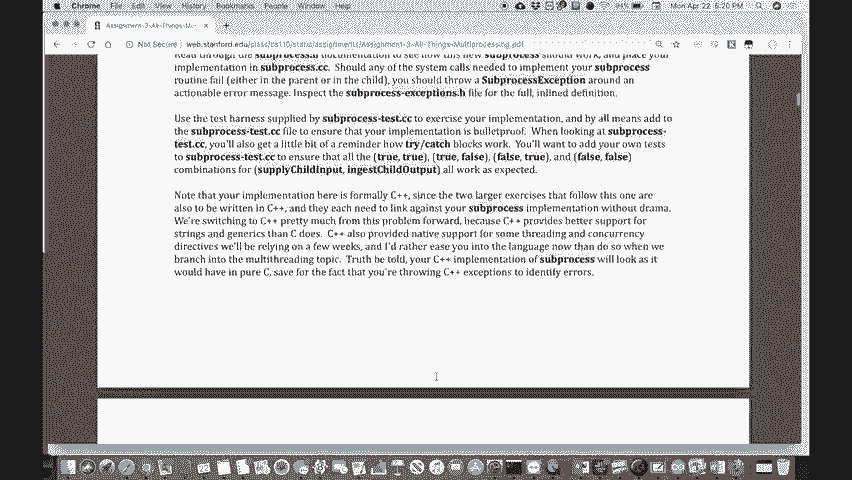 Chrome File Edit View History Bookmarks People Window Help
94% Mon Apr 22 5:20 PM
Assignment-3-All-Things-Mu
Not Secure web.stanford.edu/class/cs110/static/assignments/Assignment-3-All-Things-Multiprocessing.pdf
Read through the subprocess.h documentation to see how this new subprocess should work, and place your
implementation in subprocess.cc. Should any of the system calls needed to implement your subprocess
routine fail (either in the parent or in the child), you should throw a SubprocessException around an
actionable error message. Inspect the subprocess-exceptions.h file for the full, inlined definition.
Use the test harness supplied by subprocess-test.cc to exercise your implementation, and by all means add to
the subprocess-test.cc file to ensure that your implementation is bulletproof. When looking at subprocess-
test.cc, you'll also get a little bit of a reminder how try/catch blocks work. You'll want to add your own tests
to subprocess-test.cc to ensure that all the (true, true), (true, false), (false, true), and (false, false)
combinations for (supplyChildInput, ingestChildOutput) all work as expected.
Note that your implementation here is formally C++, since the two larger exercises that follow this one are
also to be written in C++, and they each need to link against your subprocess implementation without drama.
We're switching to C++ pretty much from this problem forward, because C++ provides better support for
strings and generics than C does. C++ also provided native support for some threading and concurrency
directives we'll be relying on a few weeks, and I'd rather ease you into the language now than do so when we
branch into the multithreading topic. Truth be told, your C++ implementation of subprocess will look as it
would have in pure C, save for the fact that you're throwing C++ exceptions to identify errors.